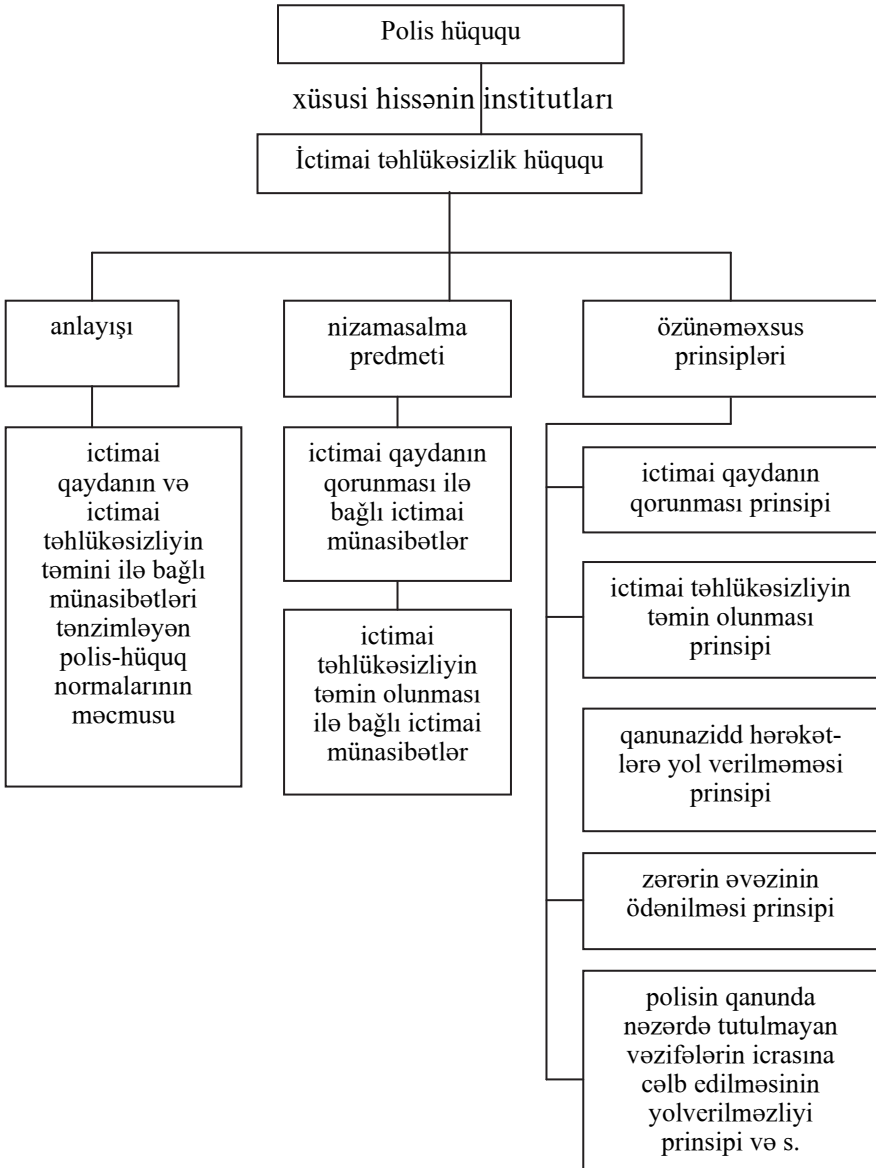 Polis hüququ
xüsusi hissənin institutları
İctimai təhlükəsizlik hüququ
anlayışı
ictimai
qaydanın və
ictimai
təhlükəsizliyin
təmini ilə bağlı
münasibətləri
tənzimləyən
polis-hüquq
normalarının
məcmusu
nizamasalma
predmeti
ictimai qaydanın
qorunması ilə
bağlı ictimai
münasibətlər
ictimai
təhlükəsizliyin
təmin olunması
ilə bağlı ictimai
münasibətlər
özünəməxsus
prinsipləri
ictimai qaydanın
qorunması prinsipi
ictimai təhlükəsizliyin
təmin olunması
prinsipi
qanunazidd hərəkət-
lərə yol verilməməsi
prinsipi
zərərin əvəzinin
ödənilməsi prinsipi
polisin qanunda
nəzərdə tutulmayan
vəzifələrin icrasına
cəlb edilməsinin
yolverilməzliyi
prinsipi və s.